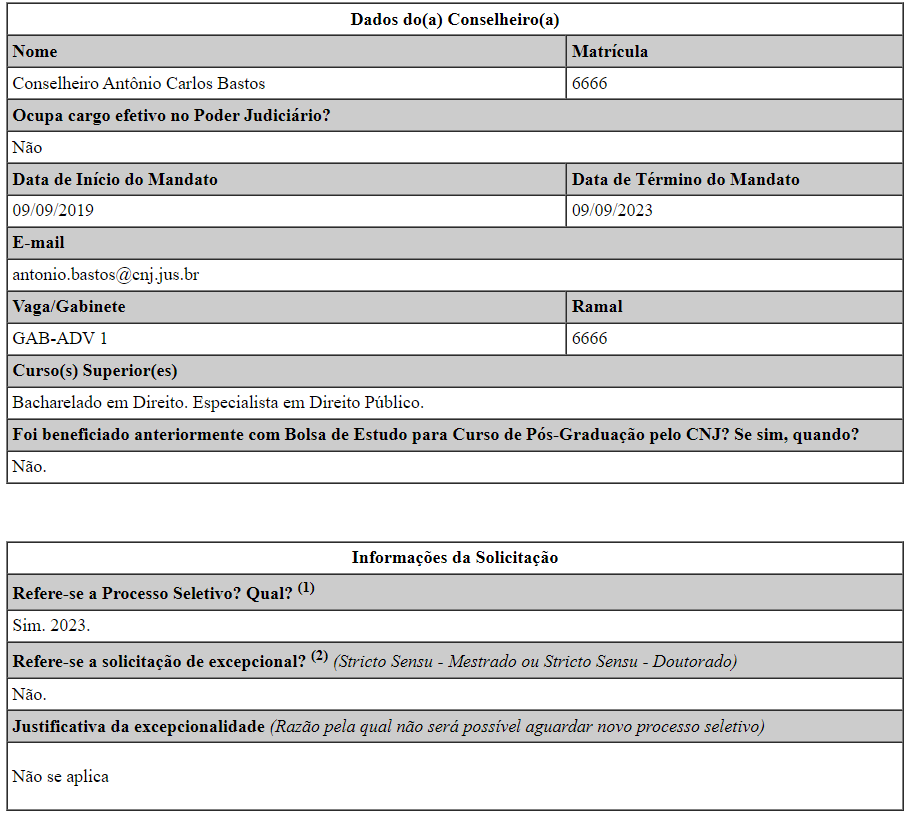 Dados do(a) Conselheiro(a)
Nome Matrícula
Conselheiro Antônio Carlos Bastos 6666
Ocupa cargo efetivo no Poder Judiciário?
Não
Data de Início do Mandato Data de Término do Mandato
09/09/2019 09/09/2023
E-mail
antonio.bastos@cnj.jus.br
Vaga/Gabinete Ramal
GAB-ADV 1 6666
Curso(s) Superior(es)
Bacharelado em Direito. Especialista em Direito Público.
Foi beneficiado anteriormente com Bolsa de Estudo para Curso de Pós-Graduação pelo CNJ? Se sim, quando?
Não.
Informações da Solicitação
Refere-se a Processo Seletivo? Qual? (1)
Sim. 2023.
Refere-se a solicitação de excepcional? (2) (Stricto Sensu - Mestrado ou Stricto Sensu - Doutorado)
Não.
Justificativa da excepcionalidade (Razão pela qual não será possível aguardar novo processo seletivo)
Não se aplica